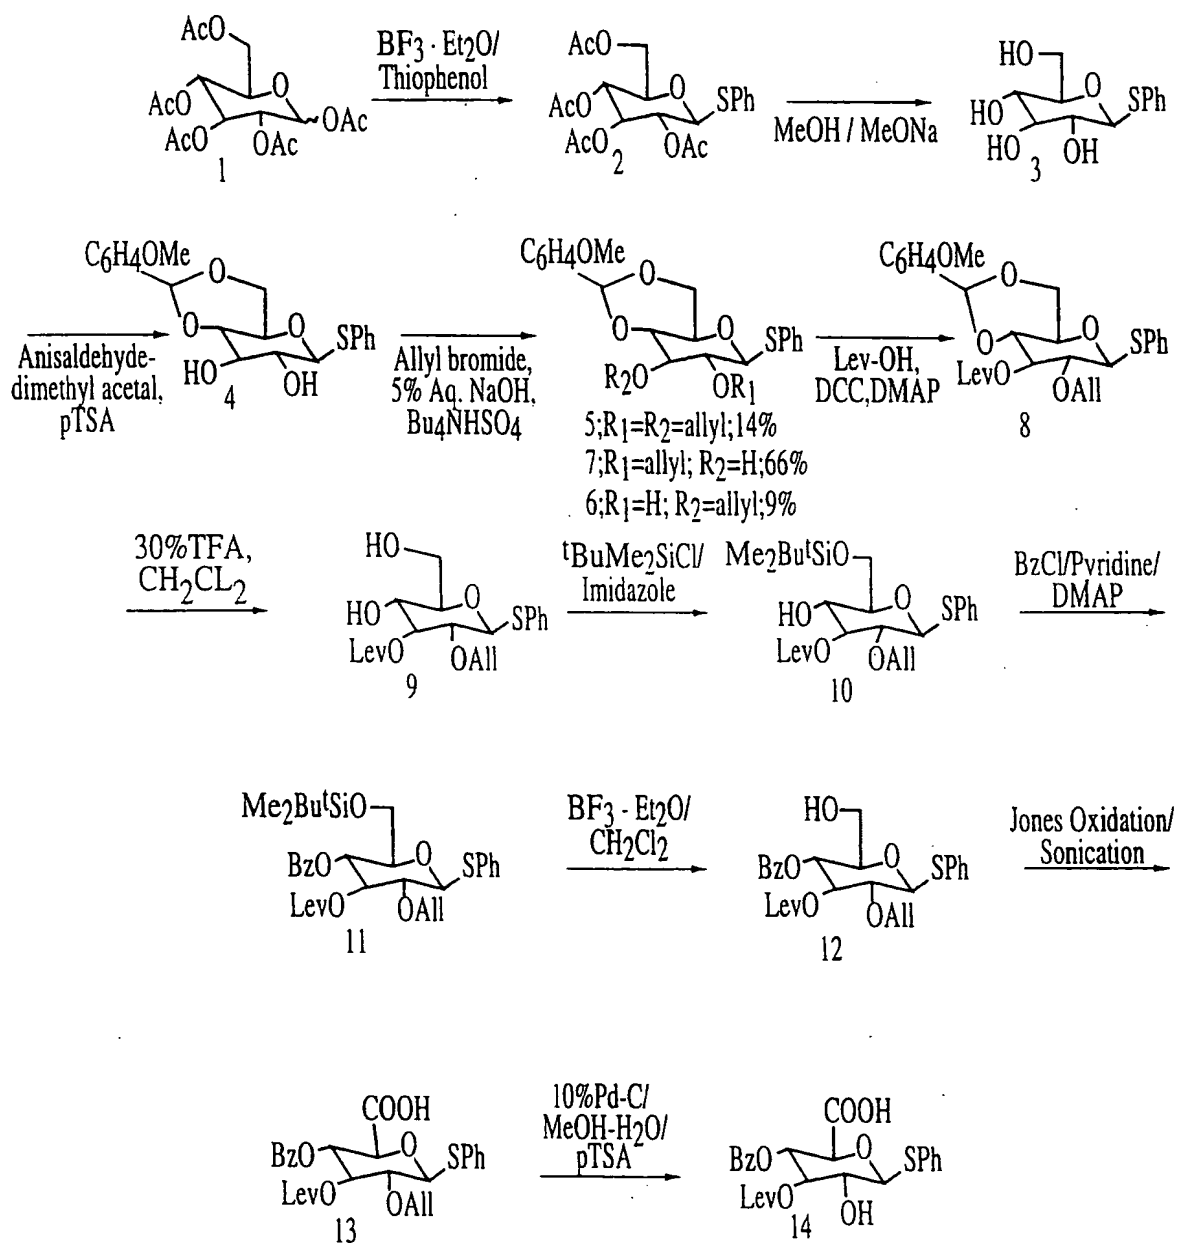 AcO
O
AcO
AcO
OAc
OAc
1
BF3 · Et2O/
Thiophenol
AcO
O
SPh
AcO
AcO
OAc
2
MeOH / MeONa
HO
O
SPh
HO
HO
OH
3
Anisaldehyde-
dimethyl acetal,
pTSA
C6H4OMe
O
O
O
SPh
HO
OH
4
Allyl bromide,
5% Aq. NaOH,
Bu4NHSO4
C6H4OMe
O
O
O
SPh
R2O
OR1
5;R1=R2=allyl;14%
7;R1=allyl; R2=H;66%
6;R1=H; R2=allyl;9%
Lev-OH,
DCC,DMAP
C6H4OMe
O
O
O
SPh
LevO
OAll
8
30%TFA,
CH2CL2
HO
O
SPh
HO
LevO
OAll
9
tBuMe2SiCl/
Imidazole
Me2ButSiO
O
SPh
HO
LevO
OAll
10
BzCl/Pyridine/
DMAP
Me2ButSiO
O
SPh
BzO
LevO
OAll
11
BF3 - Et2O/
CH2Cl2
HO
O
SPh
BzO
LevO
OAll
12
Jones Oxidation/
Sonication
COOH
O
SPh
BzO
LevO
OAll
13
10%Pd-C/
MeOH-H2O/
pTSA
COOH
O
SPh
BzO
LevO
OH
14